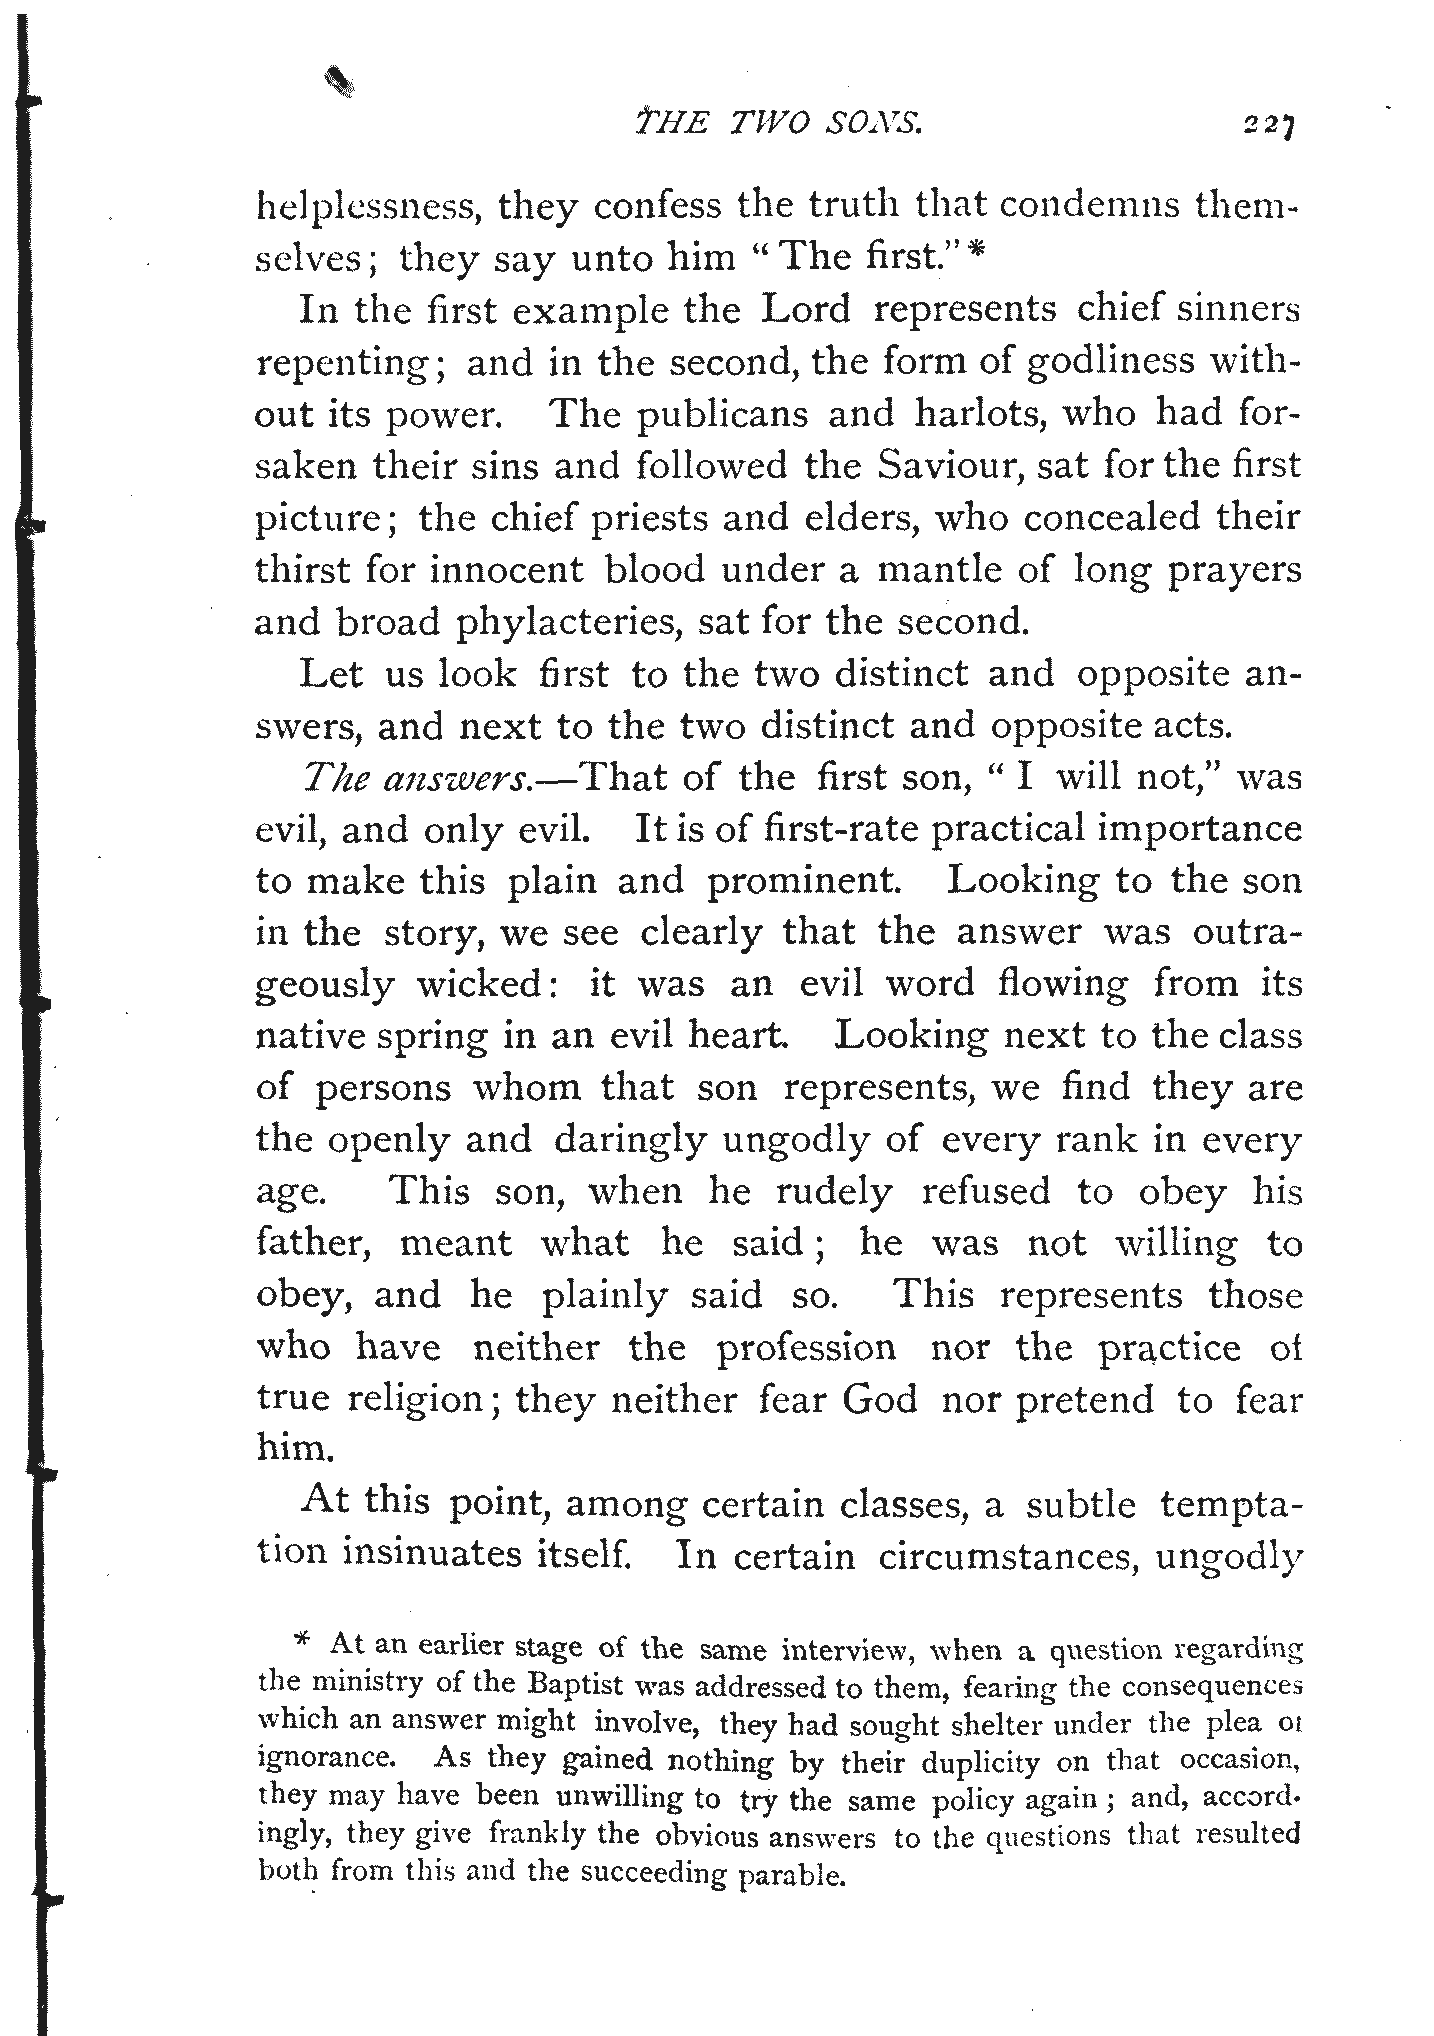 THE TWO SONS. 227
helplessness, they confess the truth that condemns them-
selves; they say unto him "The first."*
In the first example the Lord represents chief sinners
repenting; and in the second, the form of godliness with-
out its power. The publicans and harlots, who had for-
saken their sins and followed the Saviour, sat for the first
picture; the chief priests and elders, who concealed their
thirst for innocent blood under a mantle of long prayers
and broad phylacteries, sat for the second.
Let us look first to the two distinct and opposite an-
swers, and next to the two distinct and opposite acts.
The answers.—That of the first son, "I will not," was
evil, and only evil. It is of first-rate practical importance
to make this plain and prominent. Looking to the son
in the story, we see clearly that the answer was outra-
geously wicked: it was an evil word flowing from its
native spring in an evil heart. Looking next to the class
of persons whom that son represents, we find they are
the openly and daringly ungodly of every rank in every
age. This son, when he rudely refused to obey his
father, meant what he said; he was not willing to
obey, and he plainly said so. This represents those
who have neither the profession nor the practice of
true religion; they neither fear God nor pretend to fear
him.
At this point, among certain classes, a subtle tempta-
tion insinuates itself. In certain circumstances, ungodly
* At an earlier stage of the same interview, when a question regarding
the ministry of the Baptist was addressed to them, fearing the consequences
which an answer might involve, they had sought shelter under the plea of
ignorance. As they gained nothing by their duplicity on that occasion,
they may have been unwilling to try the same policy again; and, accord-
ingly, they give frankly the obvious answers to the questions that resulted
both from this and the succeeding parable.